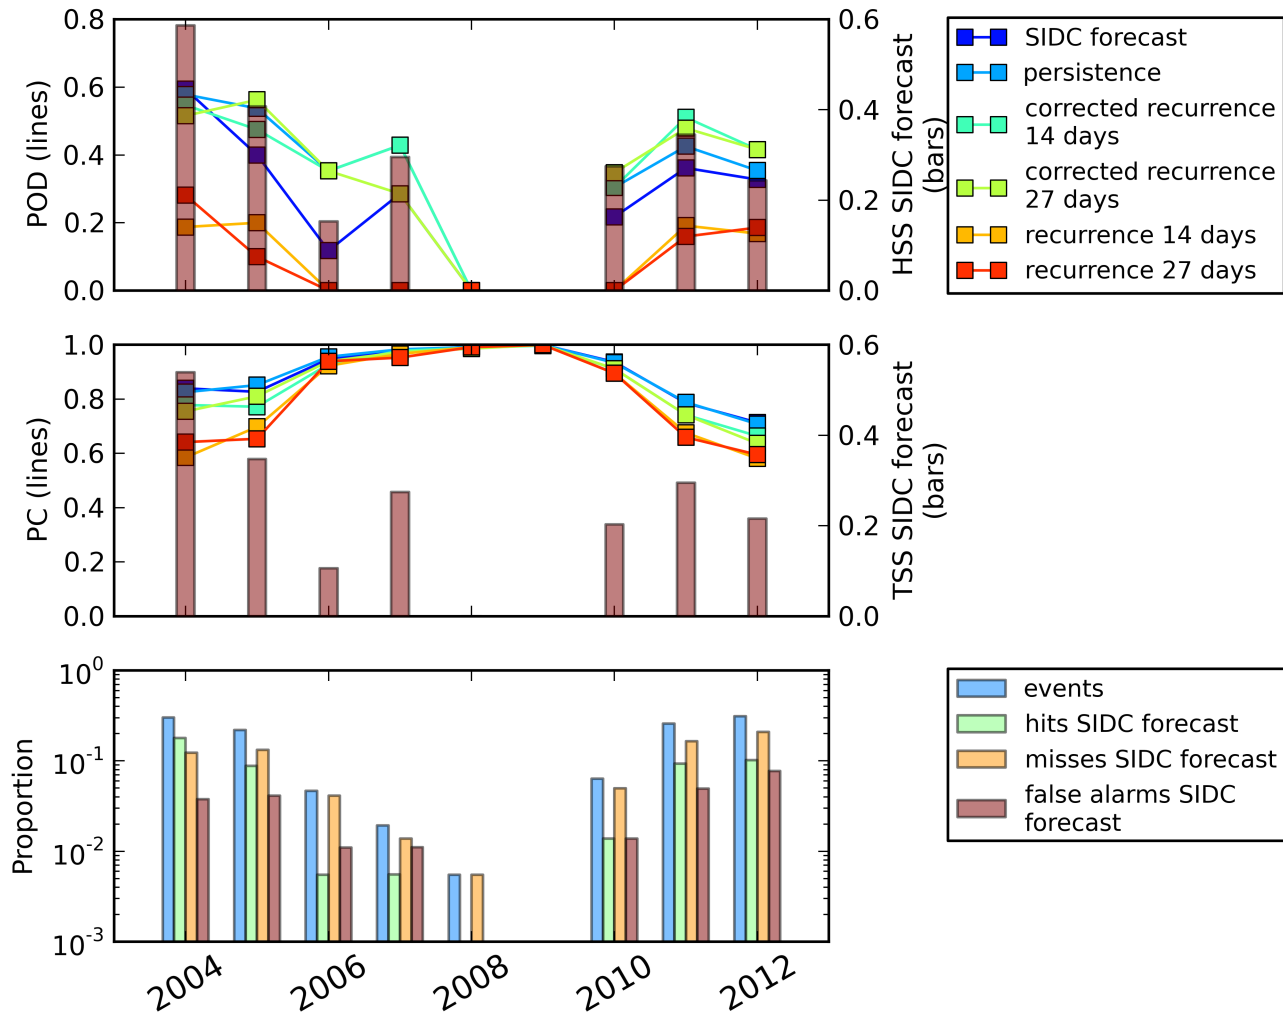 0.8
0.6
0.4
0.2
0.0
POD (lines)
0.6
0.4
0.2
0.0
HSS SIDC forecast
(bars)
SIDC forecast
persistence
corrected recurrence
14 days
corrected recurrence
27 days
recurrence 14 days
recurrence 27 days
1.0
0.8
0.6
0.4
0.2
0.0
PC (lines)
0.6
0.4
0.2
0.0
TSS SIDC forecast
(bars)
10^0
10^-1
10^-2
10^-3
Proportion
2004
2006
2008
2010
2012
events
hits SIDC forecast
misses SIDC forecast
false alarms SIDC
forecast